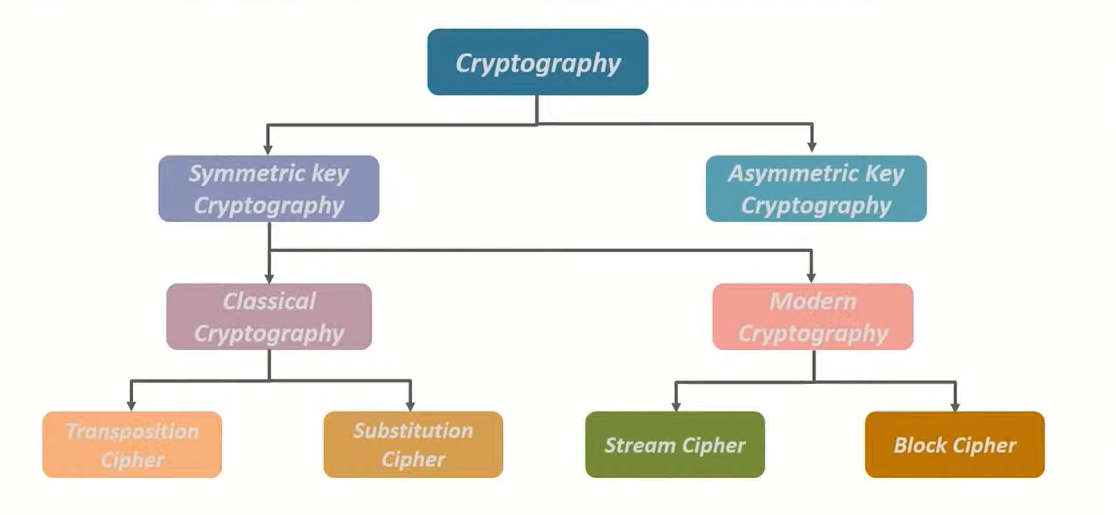 Cryptography
Symmetric key
Cryptography
Asymmetric Key
Cryptography
Classical
Cryptography
Modern
Cryptography
Transposition
Cipher
Substitution
Cipher
Stream Cipher
Block Cipher